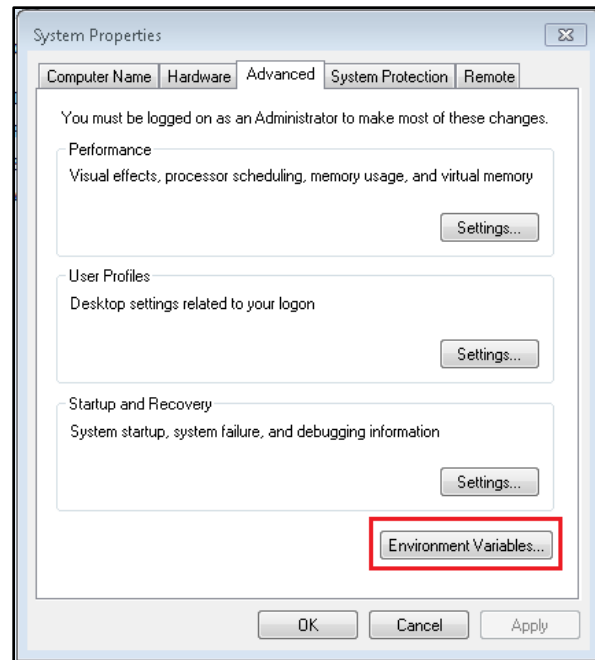 System Properties
Computer Name Hardware Advanced System Protection Remote
You must be logged on as an Administrator to make most of these changes.
Performance
Visual effects, processor scheduling, memory usage, and virtual memory
Settings...
User Profiles
Desktop settings related to your logon
Settings...
Startup and Recovery
System startup, system failure, and debugging information
Settings...
Environment Variables...
OK Cancel Apply